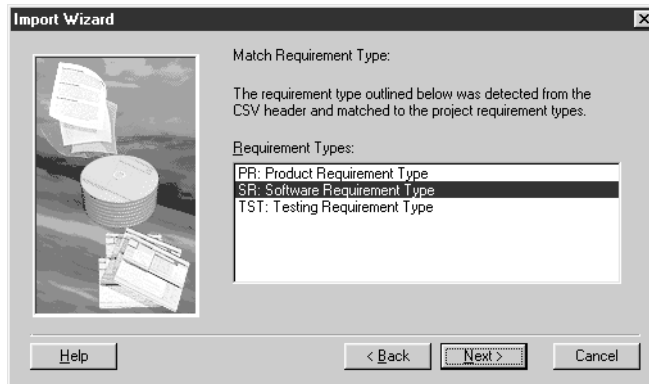 Import Wizard
Match Requirement Type:
The requirement type outlined below was detected from the
CSV header and matched to the project requirement types.
Requirement Types:
PR: Product Requirement Type
SR: Software Requirement Type
TST: Testing Requirement Type
Help
< Back
Next >
Cancel